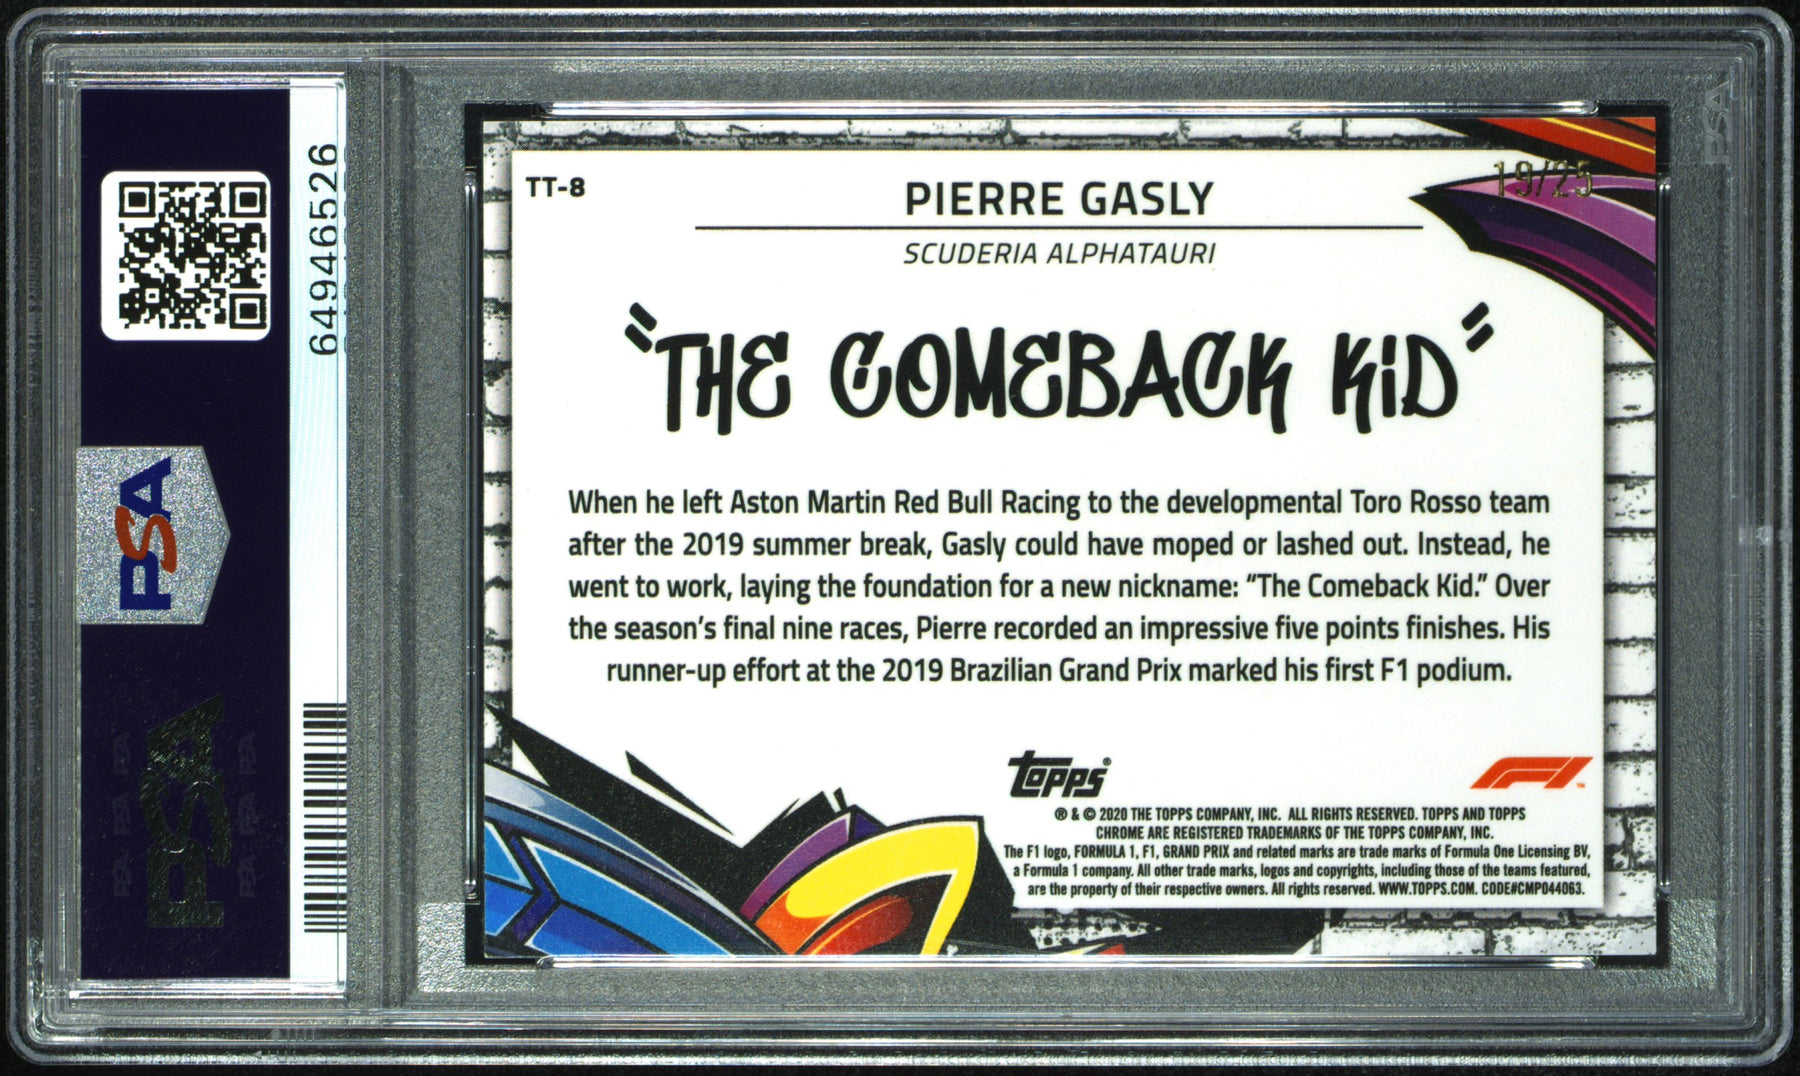 64946526
PSA
PSA
TT-8
PIERRE GASLY
19/25
SCUDERIA ALPHATAURI
"THE COMEBACK KiD"
When he left Aston Martin Red Bull Racing to the developmental Toro Rosso team
after the 2019 summer break, Gasly could have moped or lashed out. Instead, he
went to work, laying the foundation for a new nickname: “The Comeback Kid.” Over
the season’s final nine races, Pierre recorded an impressive five points finishes. His
runner-up effort at the 2019 Brazilian Grand Prix marked his first F1 podium.
Topps®
F1™
® & © 2020 THE TOPPS COMPANY, INC. ALL RIGHTS RESERVED. TOPPS AND TOPPS
CHROME ARE REGISTERED TRADEMARKS OF THE TOPPS COMPANY, INC.
The F1 logo, FORMULA 1, F1, GRAND PRIX and related marks are trade marks of Formula One Licensing BV,
a Formula 1 company. All other trade marks, logos and copyrights, including those of the teams featured,
are the property of their respective owners. All rights reserved. WWW.TOPPS.COM. CODE#CMP044063.
PSA